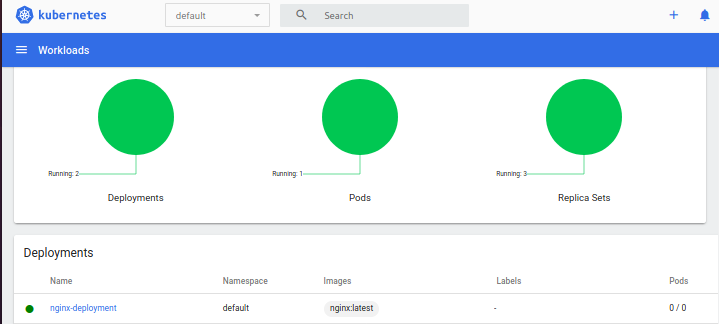 kubernetes
default
Search
Workloads
Running: 2
Running: 1
Running: 3
Deployments
Pods
Replica Sets
Deployments
Name Namespace Images Labels Pods
nginx-deployment default nginx:latest - 0 / 0